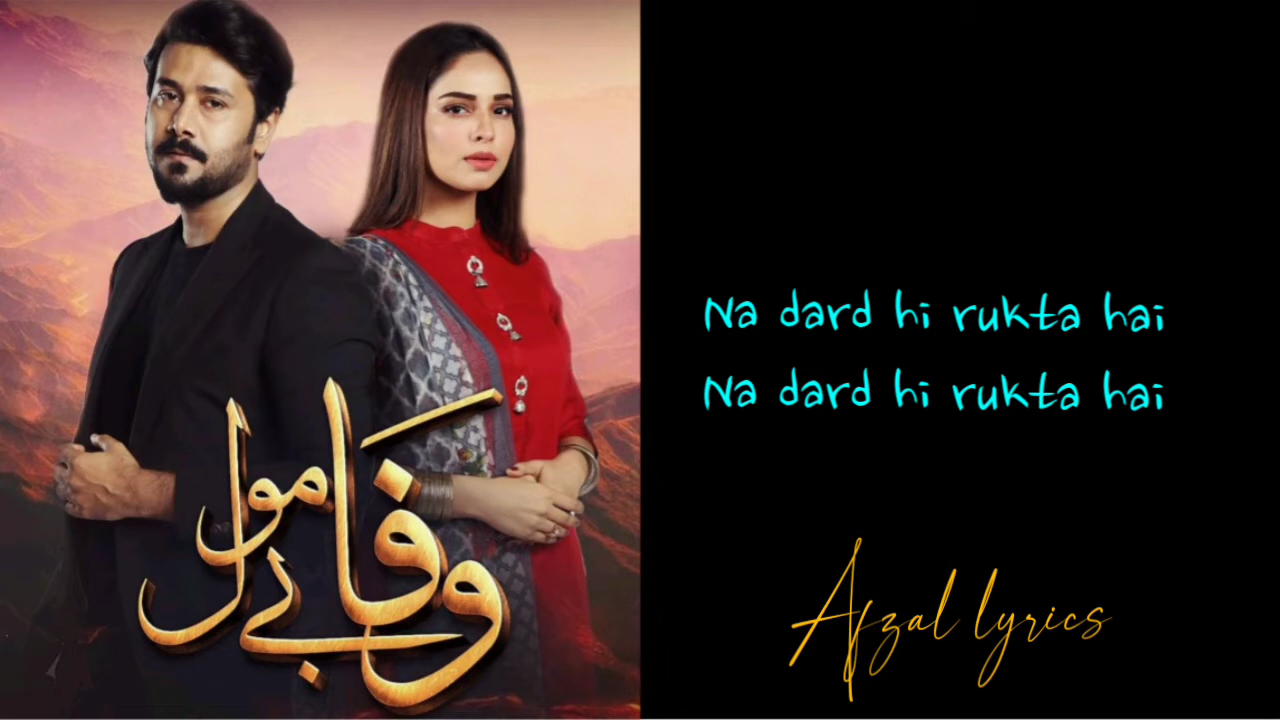 وفا بے مول
Na dard hi rukta hai
Na dard hi rukta hai
Afzal lyrics